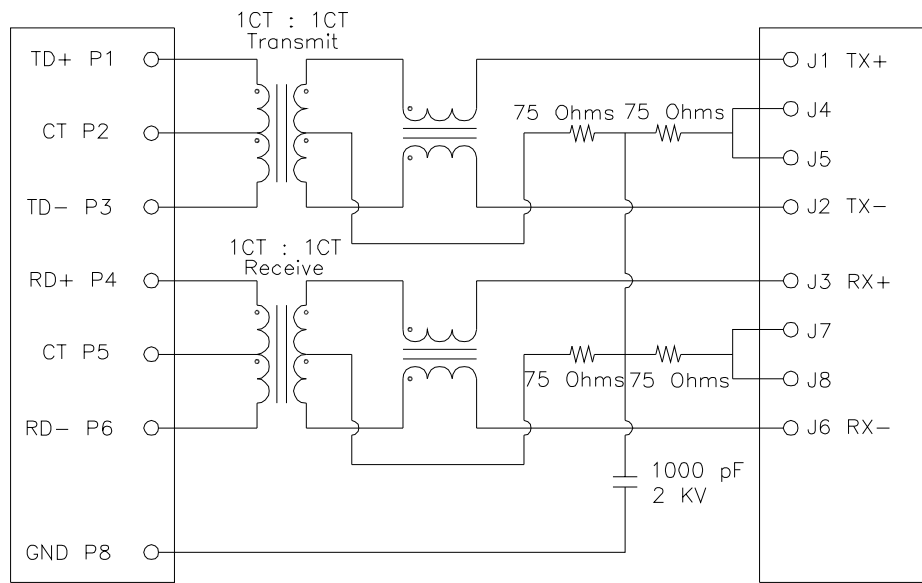 1CT : 1CT
Transmit
TD+ P1
J1 TX+
75 Ohms 75 Ohms
J4
CT P2
J5
TD- P3
J2 TX-
1CT : 1CT
Receive
RD+ P4
J3 RX+
J7
CT P5
75 Ohms 75 Ohms
J8
RD- P6
J6 RX-
1000 pF
2 KV
GND P8